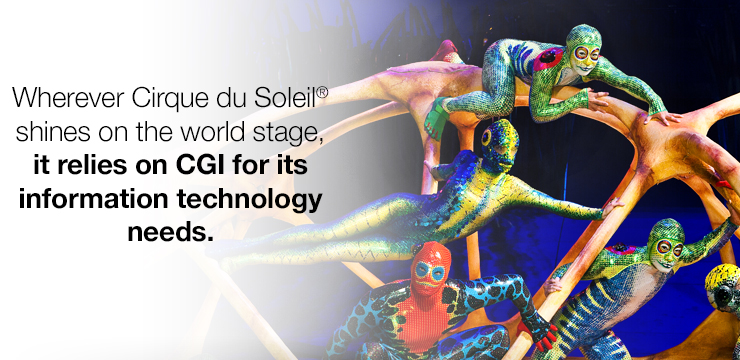 Wherever Cirque du Soleil®
shines on the world stage,
it relies on CGI for its
information technology
needs.